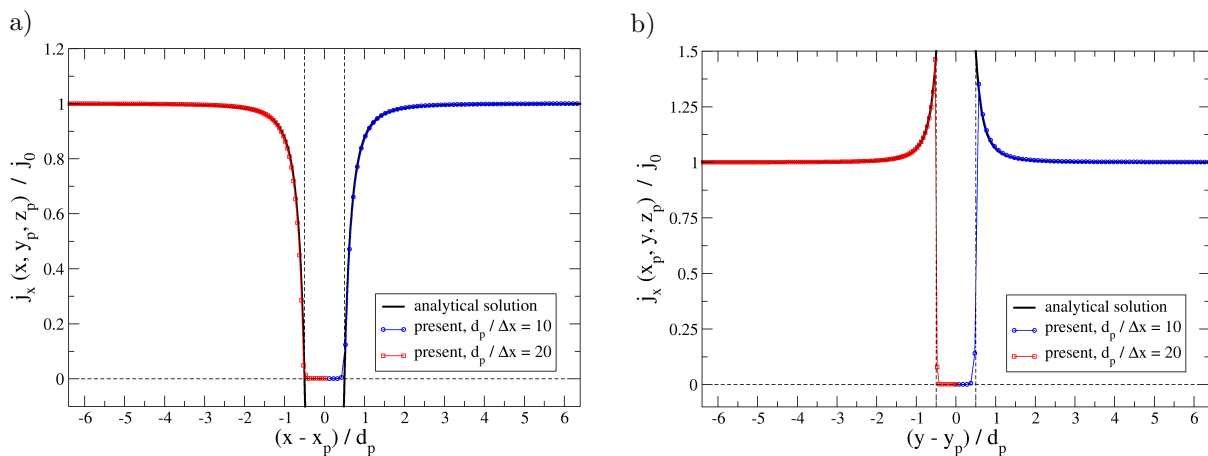 a)
1.2
1
0.8
0.6
0.4
0.2
0
j_x (x, y_p, z_p) / j_0
analytical solution
present, d_p / Δx = 10
present, d_p / Δx = 20
-6 -5 -4 -3 -2 -1 0 1 2 3 4 5 6
(x - x_p) / d_p
b)
1.5
1.25
1
0.75
0.5
0.25
0
j_x (x_p, y, z_p) / j_0
analytical solution
present, d_p / Δx = 10
present, d_p / Δx = 20
-6 -5 -4 -3 -2 -1 0 1 2 3 4 5 6
(y - y_p) / d_p